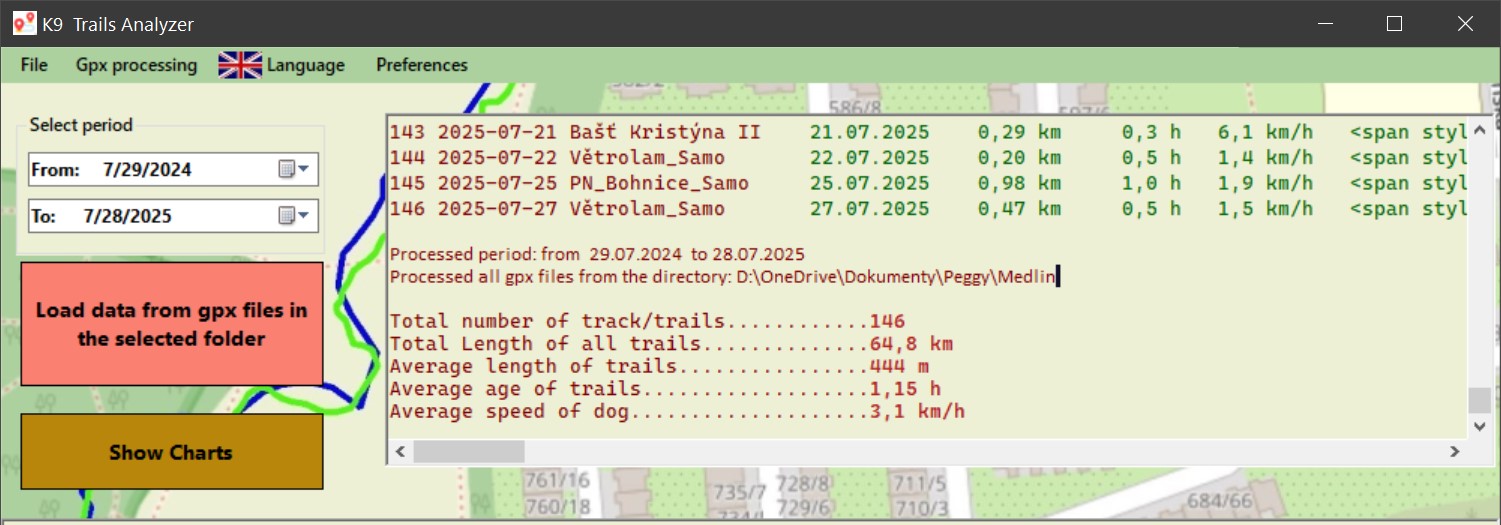 K9 Trails Analyzer
File Gpx processing Language Preferences
586/8
Select period
From: 7/29/2024
To: 7/28/2025
Load data from gpx files in
the selected folder
Show Charts
143 2025-07-21 Bašť Kristýna II 21.07.2025 0,29 km 0,3 h 6,1 km/h <span styl
144 2025-07-22 Větrolam_Samo 22.07.2025 0,20 km 0,5 h 1,4 km/h <span styl
145 2025-07-25 PN_Bohnice_Samo 25.07.2025 0,98 km 1,0 h 1,9 km/h <span styl
146 2025-07-27 Větrolam_Samo 27.07.2025 0,47 km 0,5 h 1,5 km/h <span styl
Processed period: from 29.07.2024 to 28.07.2025
Processed all gpx files from the directory: D:\OneDrive\Dokumenty\Peggy\Medlin
Total number of track/trails............146
Total Length of all trails..............64,8 km
Average length of trails................444 m
Average age of trails...................1,15 h
Average speed of dog....................3,1 km/h
761/16
760/18
735/7
728/8
729/6
711/5
710/3
684/66